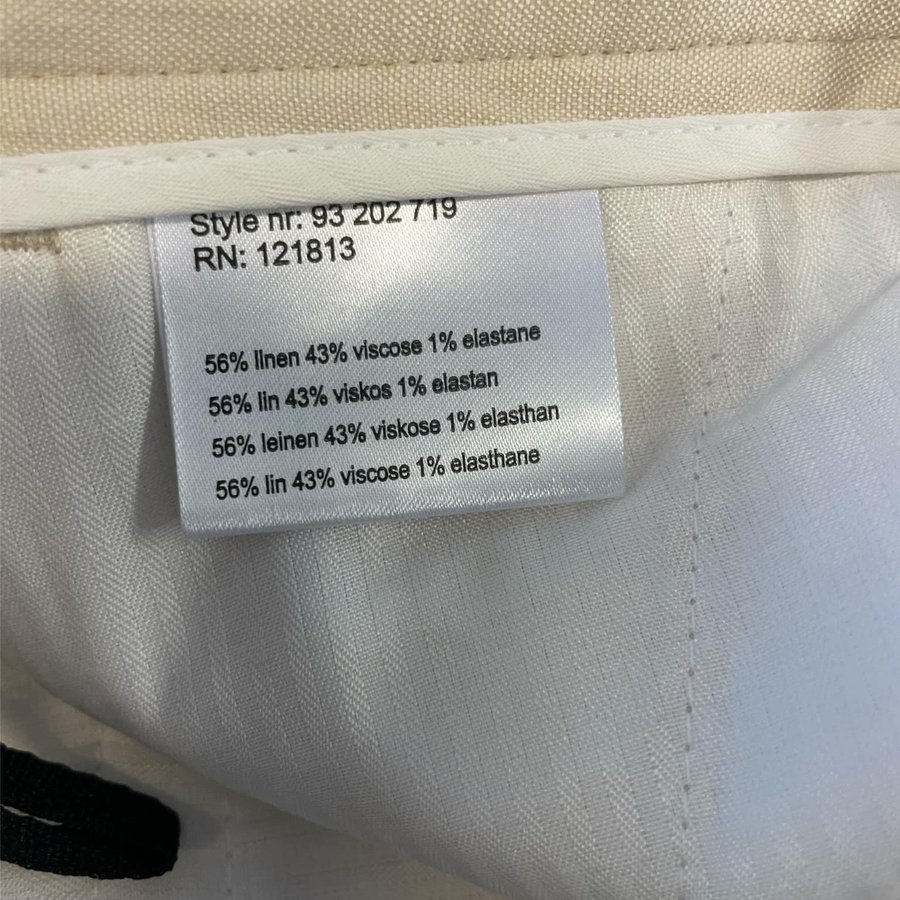 Style nr: 93 202 719
RN: 121813
56% linen 43% viscose 1% elastane
56% lin 43% viskos 1% elastan
56% leinen 43% viskose 1% elasthan
56% lin 43% viscose 1% elasthane